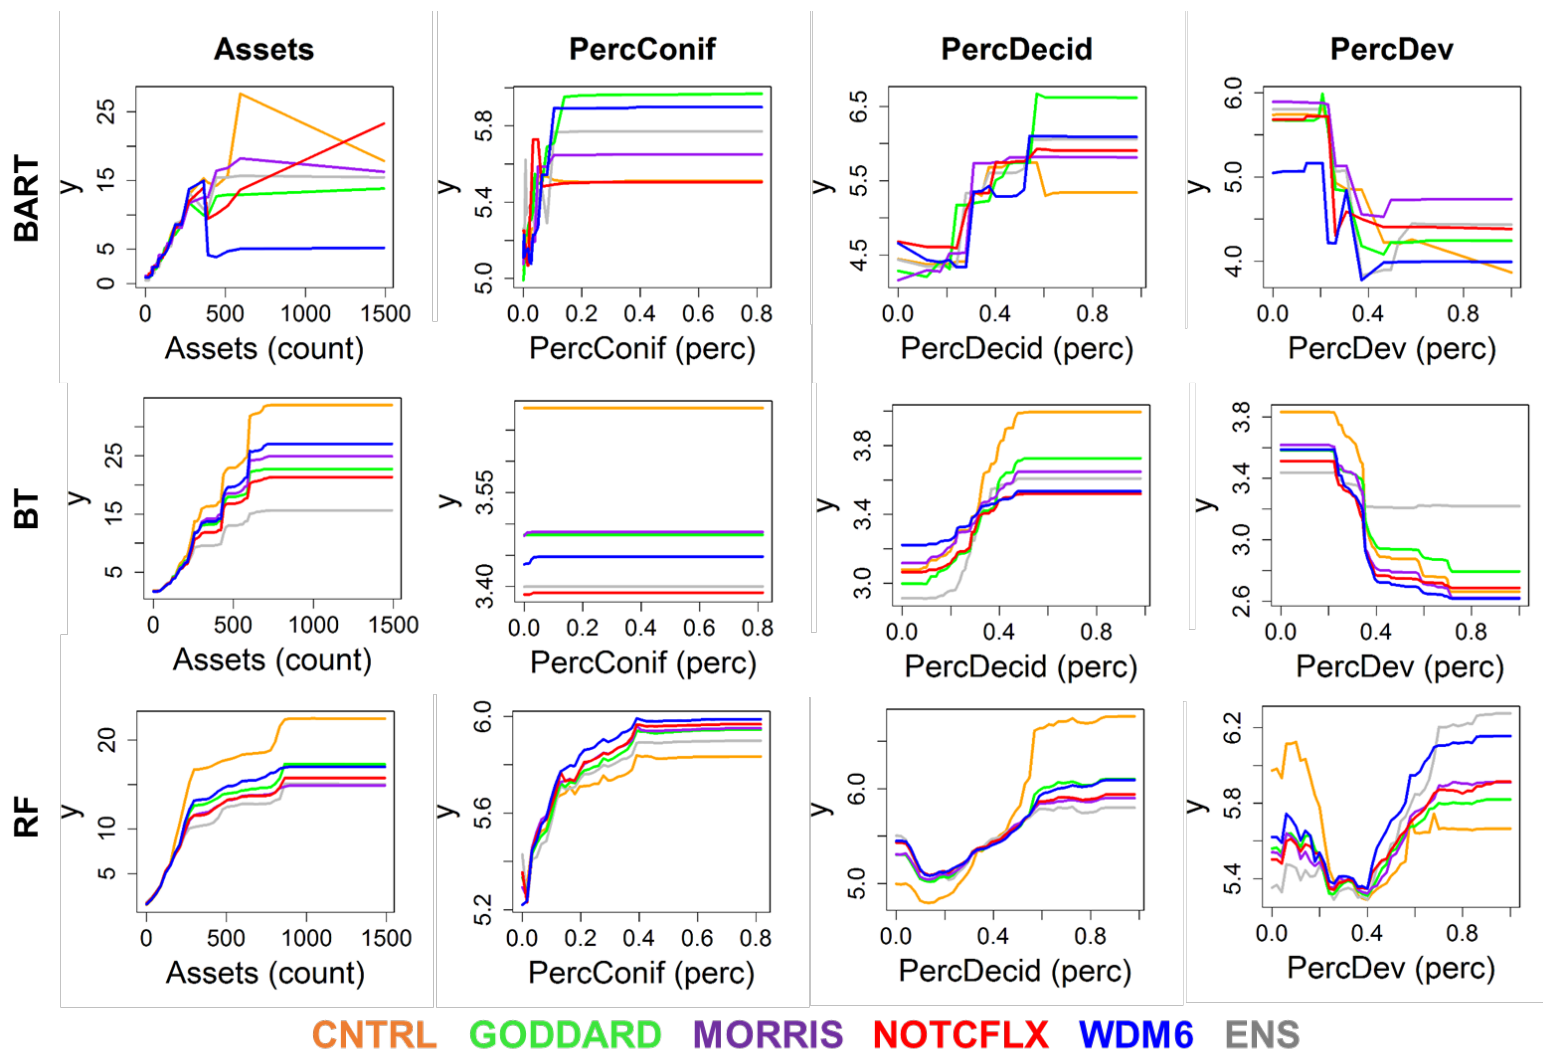 Assets PercConif PercDecid PercDev
BART
y
0 5 15 25
0 500 1000 1500
Assets (count)
y
5.0 5.4 5.8
0.0 0.2 0.4 0.6 0.8
PercConif (perc)
y
4.5 5.5 6.5
0.0 0.4 0.8
PercDecid (perc)
y
4.0 5.0 6.0
0.0 0.4 0.8
PercDev (perc)
BT
y
5 15 25
0 500 1000 1500
Assets (count)
y
3.40 3.55
0.0 0.2 0.4 0.6 0.8
PercConif (perc)
y
3.0 3.4 3.8
0.0 0.4 0.8
PercDecid (perc)
y
2.6 3.0 3.4 3.8
0.0 0.4 0.8
PercDev (perc)
RF
y
5 10 20
0 500 1000 1500
Assets (count)
y
5.2 5.6 6.0
0.0 0.2 0.4 0.6 0.8
PercConif (perc)
y
5.0 6.0
0.0 0.4 0.8
PercDecid (perc)
y
5.4 5.8 6.2
0.0 0.4 0.8
PercDev (perc)
CNTRL GODDARD MORRIS NOTCFLX WDM6 ENS